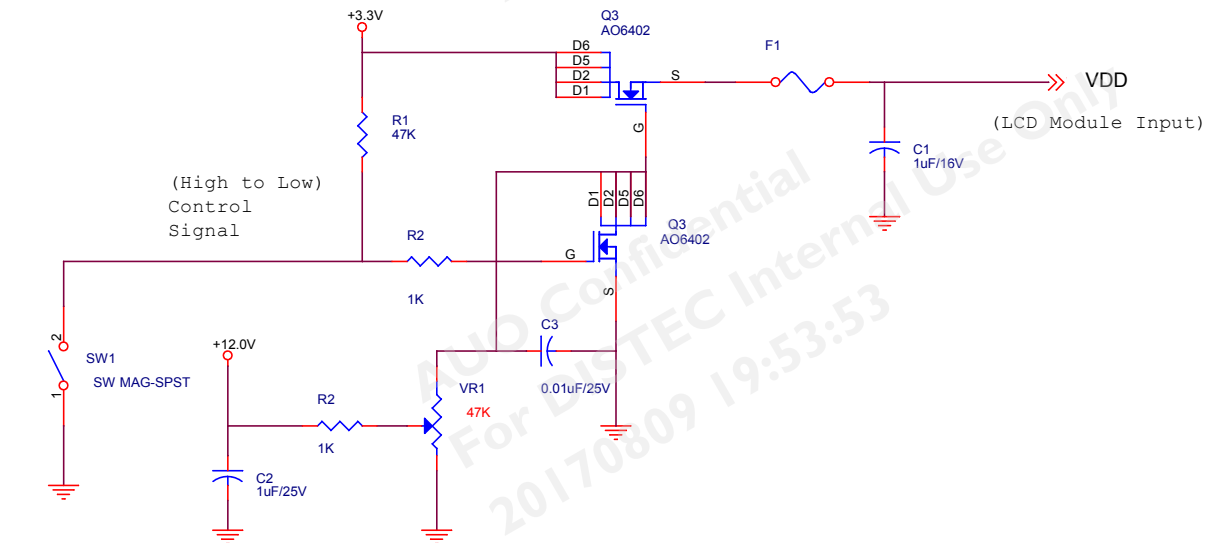 +3.3V
Q3
AO6402
D6
D5
D2
D1
S
G
F1
VDD
(LCD Module Input)
R1
47K
C1
1uF/16V
(High to Low)
Control
Signal
D1
D2
D5
D6
Q3
AO6402
R2
1K
G
S
2
1
SW1
SW MAG-SPST
+12.0V
C3
0.01uF/25V
VR1
47K
R2
1K
C2
1uF/25V
AUO Confidential
For DISTEC Internal Use Only
20170809 19:53:53